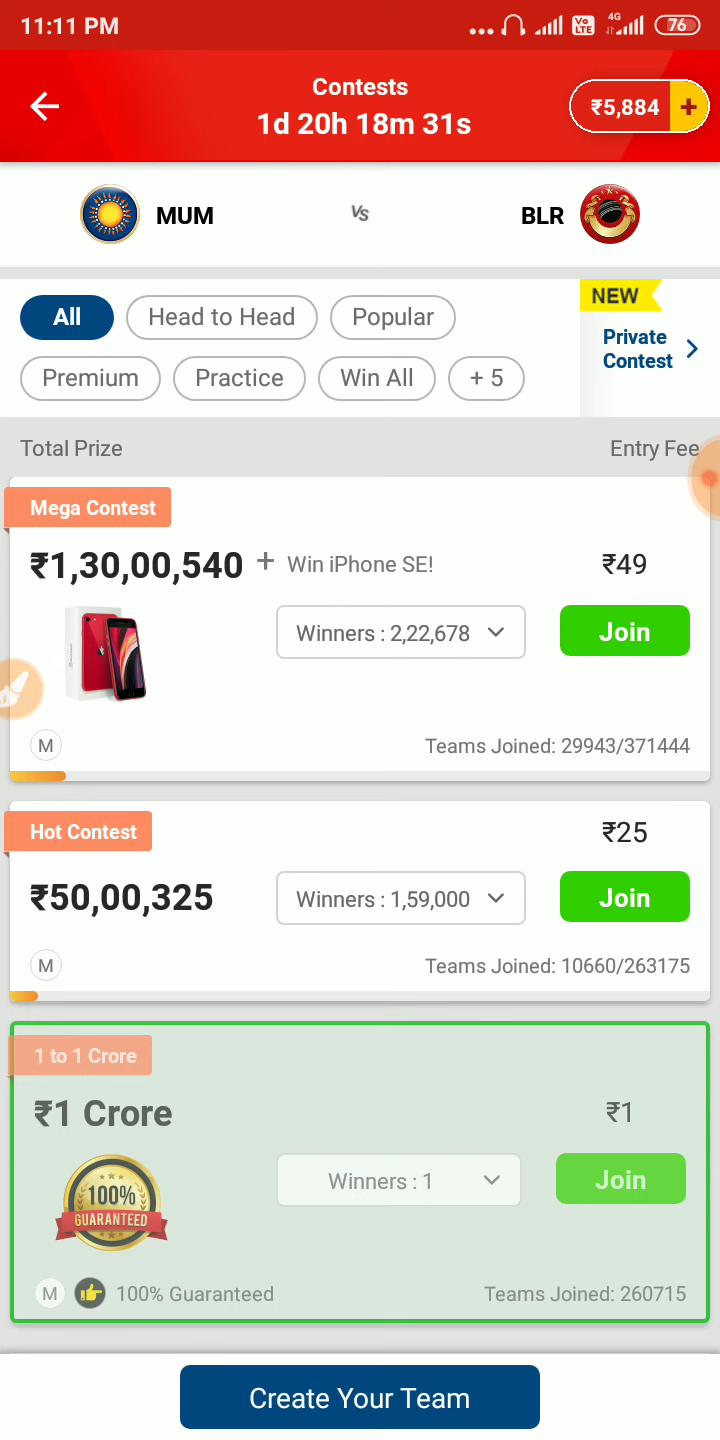 11:11 PM
4G
Vo
LTE
76
Contests
1d 20h 18m 31s
₹5,884 +
MUM
Vs
BLR
All
Head to Head
Popular
NEW
Private
Contest
Premium
Practice
Win All
+ 5
Total Prize
Entry Fee
Mega Contest
₹1,30,00,540 + Win iPhone SE!
₹49
Winners : 2,22,678
Join
M
Teams Joined: 29943/371444
Hot Contest
₹25
₹50,00,325
Winners : 1,59,000
Join
M
Teams Joined: 10660/263175
1 to 1 Crore
₹1 Crore
₹1
100%
GUARANTEED
Winners : 1
Join
M
100% Guaranteed
Teams Joined: 260715
Create Your Team